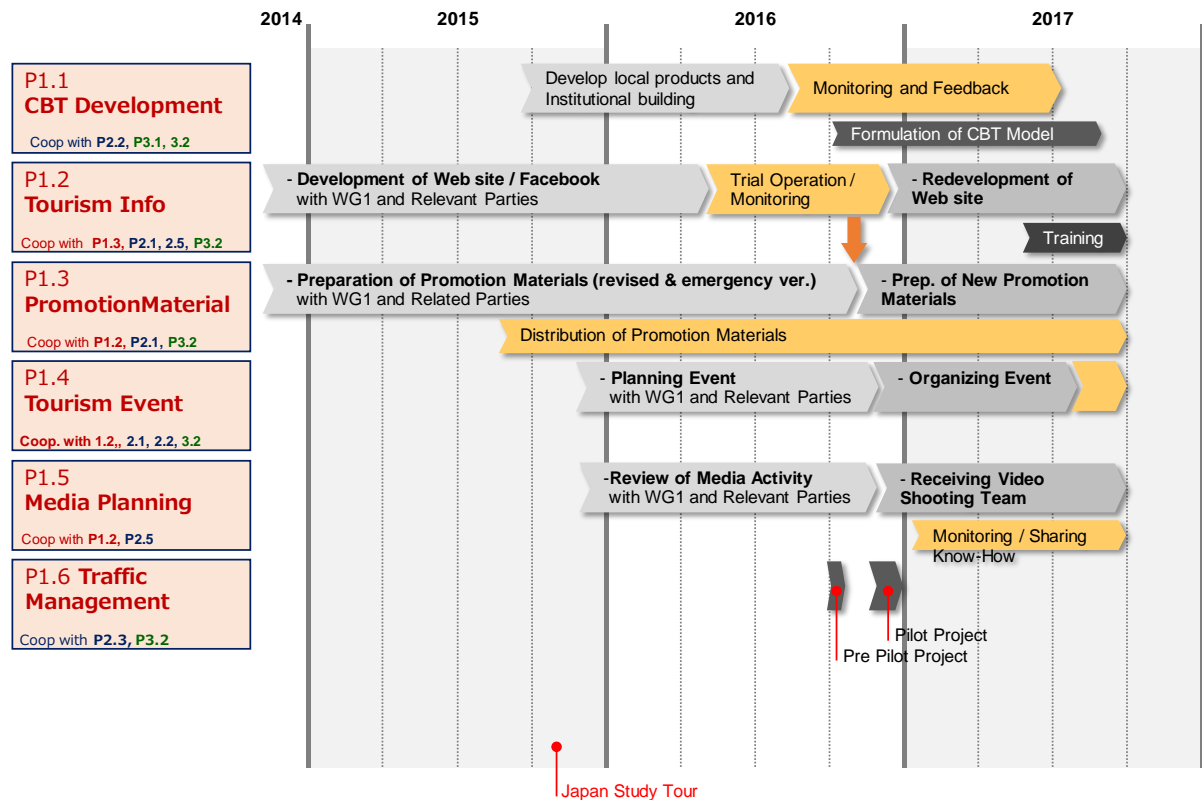 2014 2015 2016 2017
P1.1
CBT Development
Coop with P2.2, P3.1, 3.2
Develop local products and
Institutional building
Monitoring and Feedback
Formulation of CBT Model
P1.2
Tourism Info
Coop with P1.3, P2.1, 2.5, P3.2
- Development of Web site / Facebook
with WG1 and Relevant Parties
Trial Operation /
Monitoring
- Redevelopment of
Web site
Training
P1.3
PromotionMaterial
Coop with P1.2, P2.1, P3.2
- Preparation of Promotion Materials (revised & emergency ver.)
with WG1 and Related Parties
- Prep. of New Promotion
Materials
Distribution of Promotion Materials
P1.4
Tourism Event
Coop. with 1.2,, 2.1, 2.2, 3.2
- Planning Event
with WG1 and Relevant Parties
- Organizing Event
P1.5
Media Planning
Coop with P1.2, P2.5
-Review of Media Activity
with WG1 and Relevant Parties
- Receiving Video
Shooting Team
Monitoring / Sharing
Know-How
P1.6 Traffic
Management
Coop with P2.3, P3.2
Pilot Project
Pre Pilot Project
Japan Study Tour